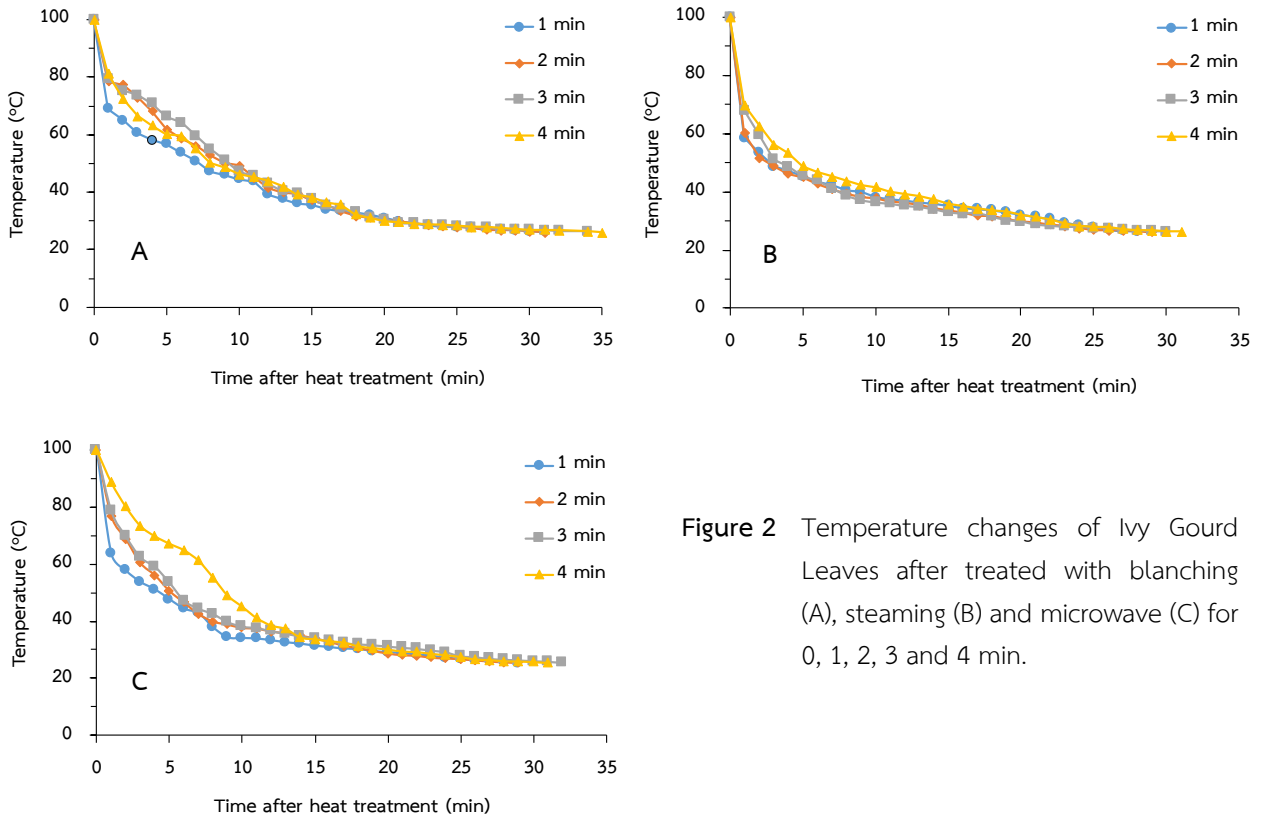 100
80
60
40
20
0
Temperature (°C)
1 min
2 min
3 min
4 min
A
0 5 10 15 20 25 30 35
Time after heat treatment (min)
100
80
60
40
20
0
Temperature (°C)
1 min
2 min
3 min
4 min
B
0 5 10 15 20 25 30 35
Time after heat treatment (min)
100
80
60
40
20
0
Temperature (°C)
1 min
2 min
3 min
4 min
C
0 5 10 15 20 25 30 35
Time after heat treatment (min)
Figure 2 Temperature changes of Ivy Gourd
Leaves after treated with blanching
(A), steaming (B) and microwave (C) for
0, 1, 2, 3 and 4 min.